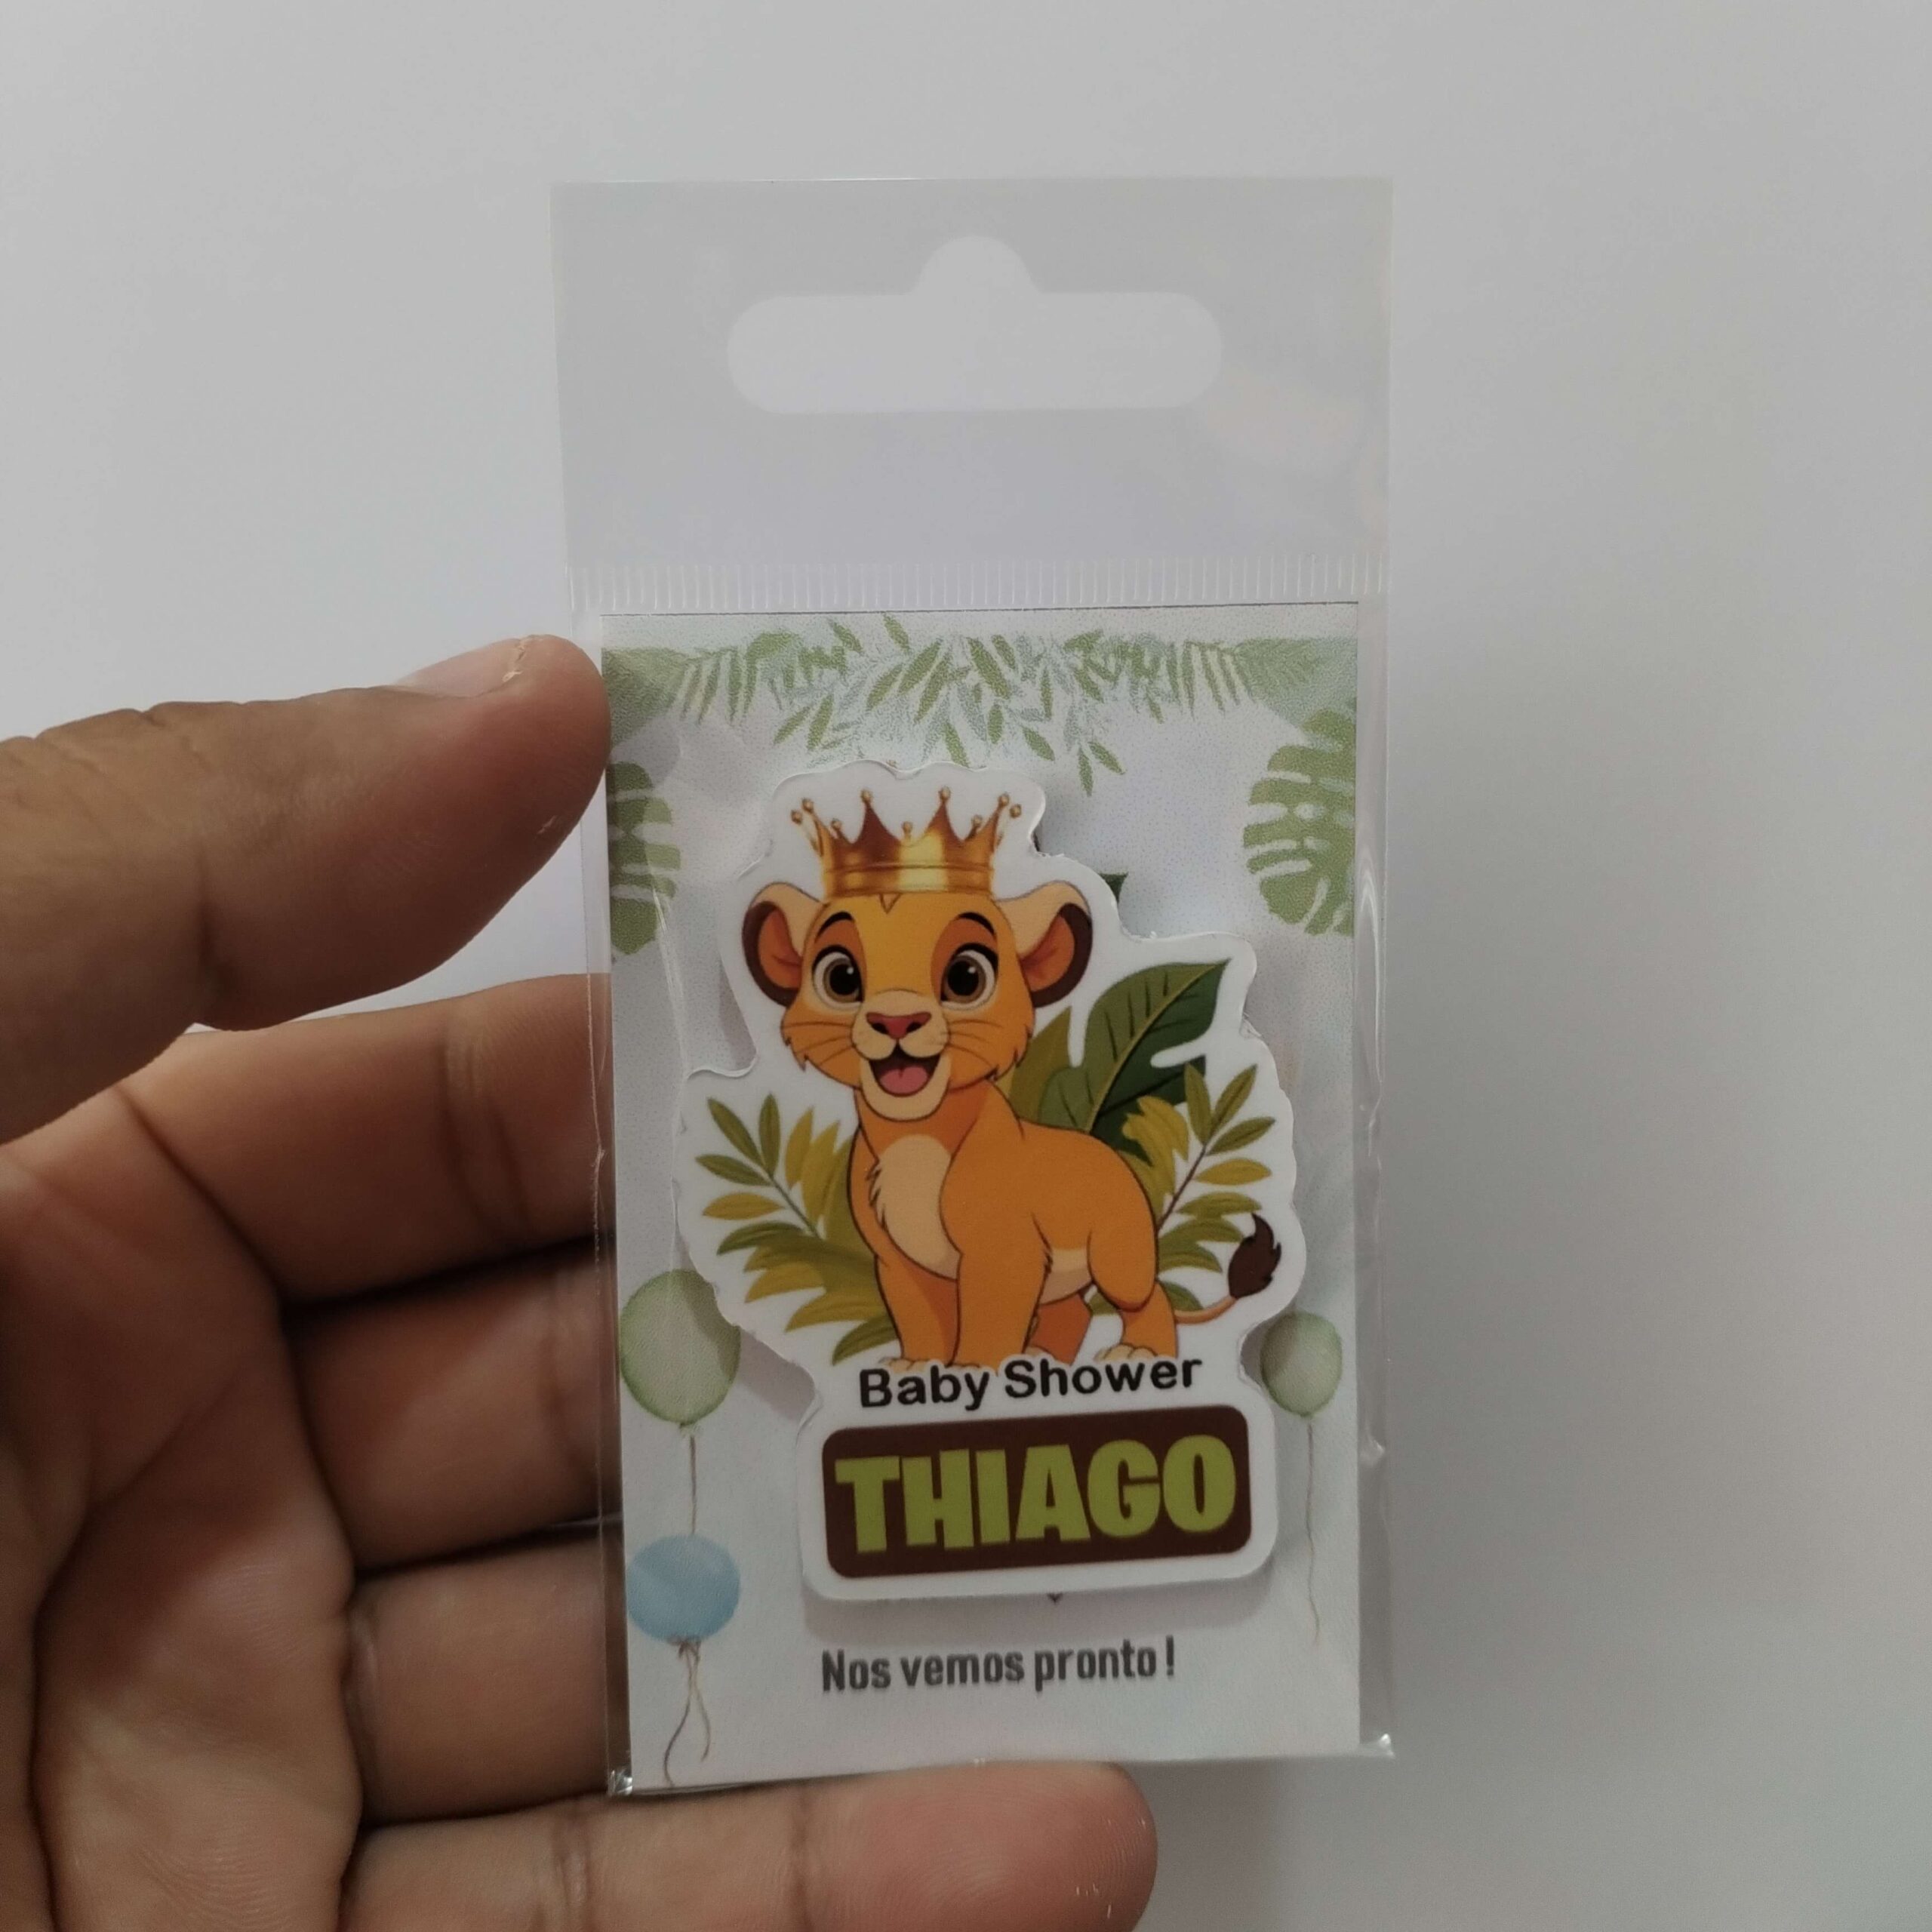 Baby Shower
THIAGO
Nos vemos pronto !